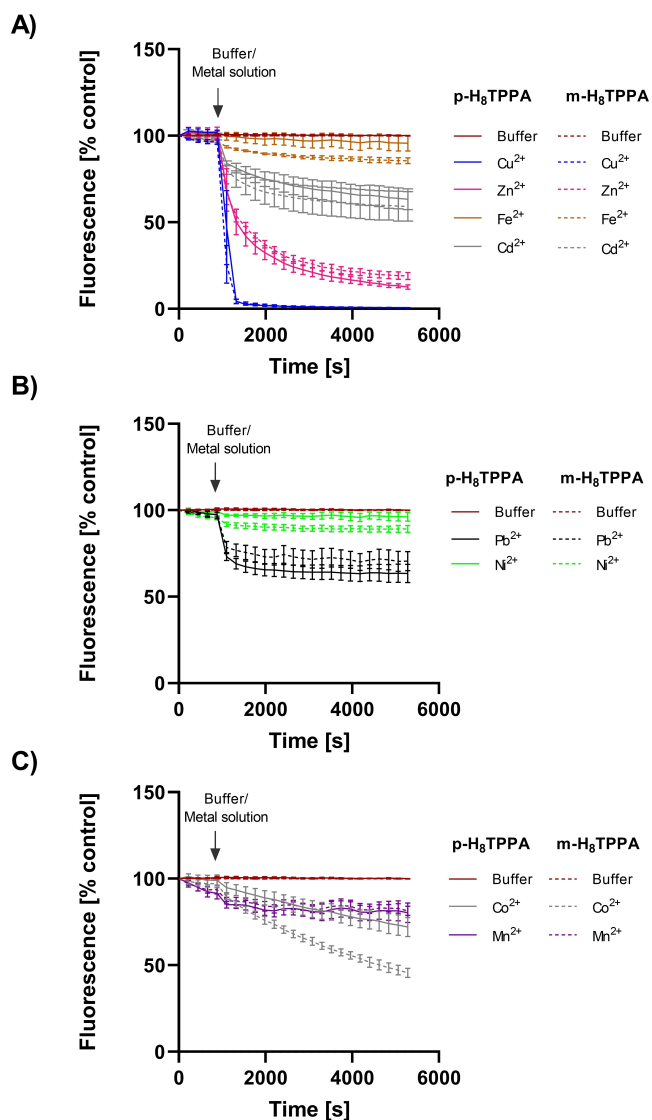 A)
Buffer/
Metal solution
Fluorescence [% control]
150
100
50
0
0 2000 4000 6000
Time [s]
p-H₈TPPA m-H₈TPPA
Buffer Buffer
Cu²⁺ Cu²⁺
Zn²⁺ Zn²⁺
Fe²⁺ Fe²⁺
Cd²⁺ Cd²⁺
B)
Buffer/
Metal solution
Fluorescence [% control]
150
100
50
0
0 2000 4000 6000
Time [s]
p-H₈TPPA m-H₈TPPA
Buffer Buffer
Pb²⁺ Pb²⁺
Ni²⁺ Ni²⁺
C)
Buffer/
Metal solution
Fluorescence [% control]
150
100
50
0
0 2000 4000 6000
Time [s]
p-H₈TPPA m-H₈TPPA
Buffer Buffer
Co²⁺ Co²⁺
Mn²⁺ Mn²⁺